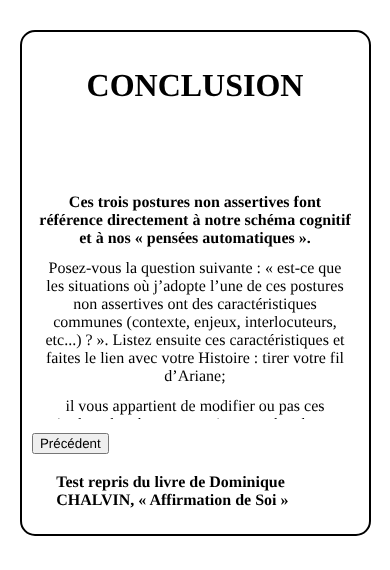 CONCLUSION
Ces trois postures non assertives font
référence directement à notre schéma cognitif
et à nos « pensées automatiques ».
Posez-vous la question suivante : « est-ce que
les situations où j’adopte l’une de ces postures
non assertives ont des caractéristiques
communes (contexte, enjeux, interlocuteurs,
etc...) ? ». Listez ensuite ces caractéristiques et
faites le lien avec votre Histoire : tirer votre fil
d’Ariane;
il vous appartient de modifier ou pas ces
Précédent
Test repris du livre de Dominique
CHALVIN, « Affirmation de Soi »